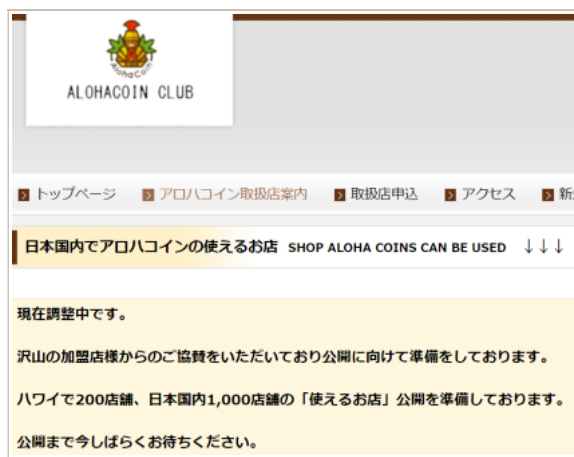 AlohaCoin
ALOHACOIN CLUB
トップページ アロハコイン取扱店案内 取扱店申込 アクセス 新
日本国内でアロハコインの使えるお店 SHOP ALOHA COINS CAN BE USED ↓↓↓
現在調整中です。
沢山の加盟店様からのご協賛をいただいており公開に向けて準備をしております。
ハワイで200店舗、日本国内1,000店舗の「使えるお店」公開を準備しております。
公開まで今しばらくお待ちください。